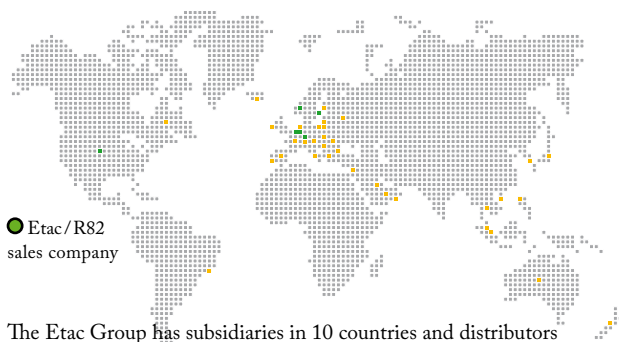 Etac/R82
sales company
The Etac Group has subsidiaries in 10 countries and distributors